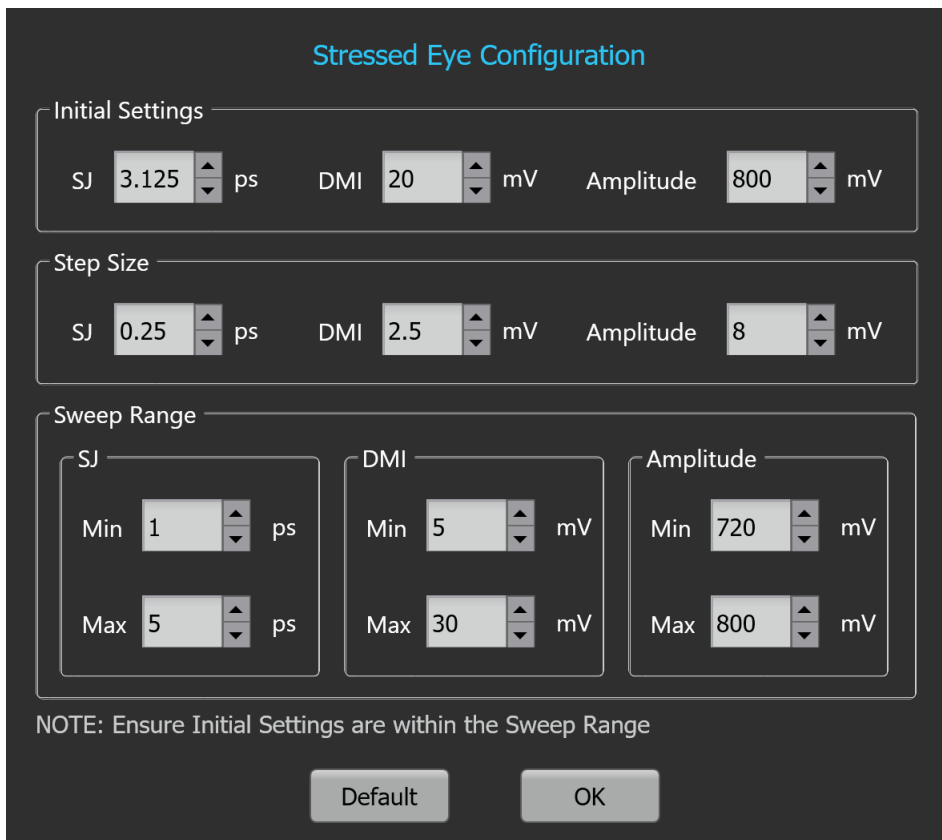 Stressed Eye Configuration
Initial Settings
SJ 3.125 ps DMI 20 mV Amplitude 800 mV
Step Size
SJ 0.25 ps DMI 2.5 mV Amplitude 8 mV
Sweep Range
SJ DMI Amplitude
Min 1 ps Min 5 mV Min 720 mV
Max 5 ps Max 30 mV Max 800 mV
NOTE: Ensure Initial Settings are within the Sweep Range
Default OK